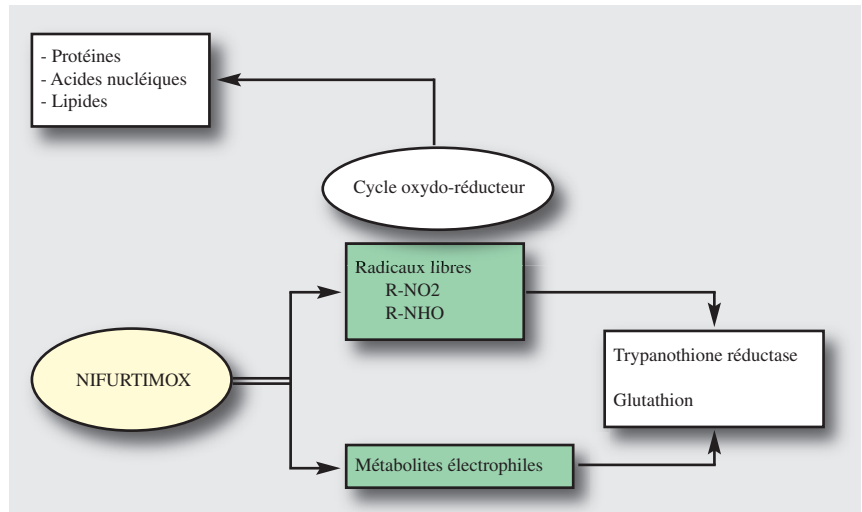 - Protéines
- Acides nucléiques
- Lipides
Cycle oxydo-réducteur
Radicaux libres
R-NO2
R-NHO
Trypanothione réductase
Glutathion
NIFURTIMOX
Métabolites électrophiles